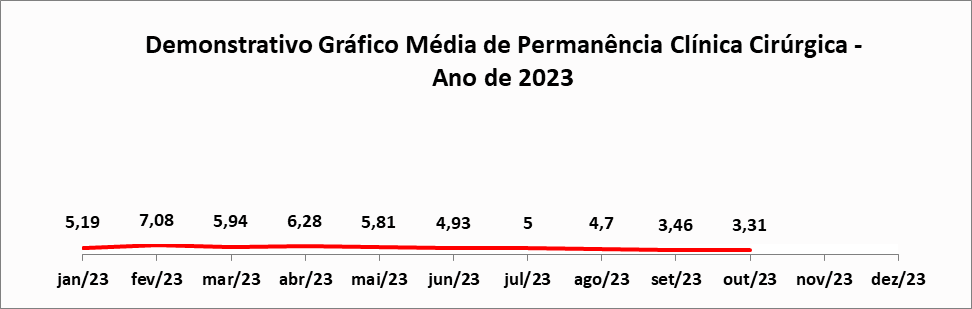 Demonstrativo Gráfico Média de Permanência Clínica Cirúrgica -
Ano de 2023
5,19 7,08 5,94 6,28 5,81 4,93 5 4,7 3,46 3,31
jan/23 fev/23 mar/23 abr/23 mai/23 jun/23 jul/23 ago/23 set/23 out/23 nov/23 dez/23